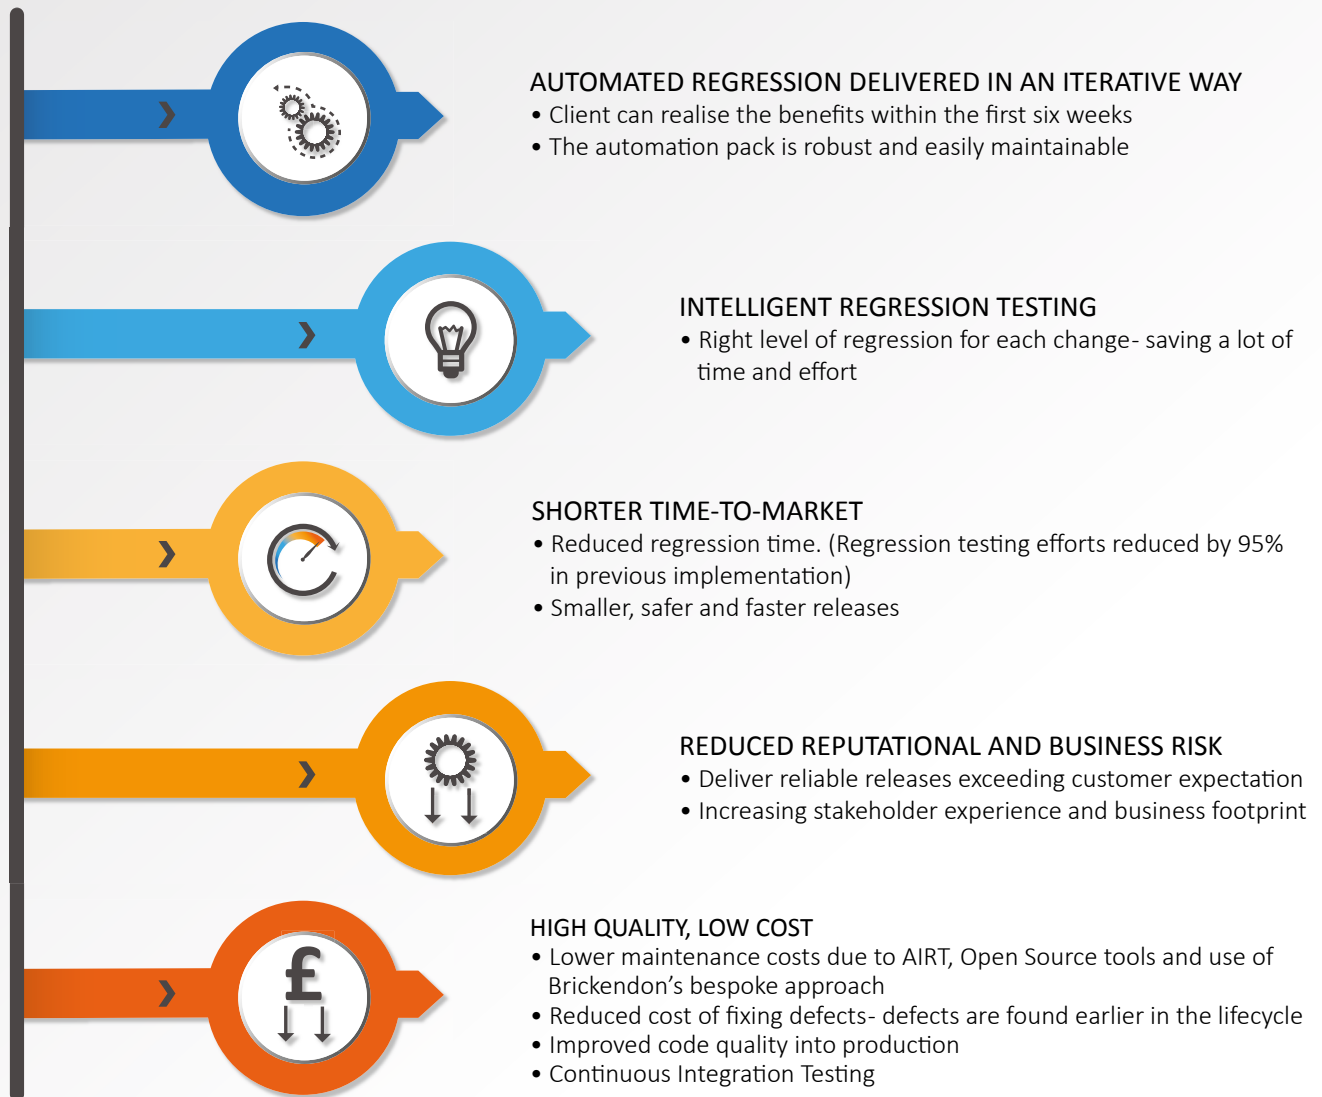 AUTOMATED REGRESSION DELIVERED IN AN ITERATIVE WAY
• Client can realise the benefits within the first six weeks
• The automation pack is robust and easily maintainable
INTELLIGENT REGRESSION TESTING
• Right level of regression for each change- saving a lot of
time and effort
SHORTER TIME-TO-MARKET
• Reduced regression time. (Regression testing efforts reduced by 95%
in previous implementation)
• Smaller, safer and faster releases
REDUCED REPUTATIONAL AND BUSINESS RISK
• Deliver reliable releases exceeding customer expectation
• Increasing stakeholder experience and business footprint
£
HIGH QUALITY, LOW COST
• Lower maintenance costs due to AIRT, Open Source tools and use of
Brickendon’s bespoke approach
• Reduced cost of fixing defects- defects are found earlier in the lifecycle
• Improved code quality into production
• Continuous Integration Testing